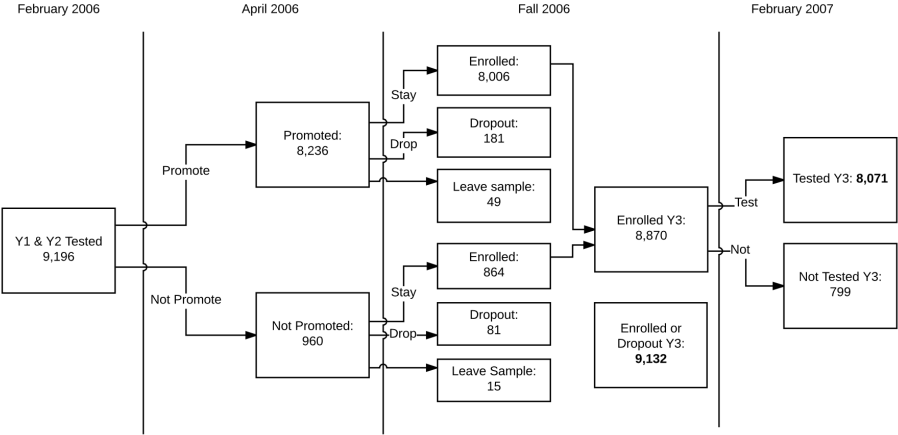 February 2006
April 2006
Fall 2006
February 2007
Y1 & Y2 Tested
9,196
Promote
Not Promote
Promoted:
8,236
Not Promoted:
960
Stay
Drop
Stay
Drop
Enrolled:
8,006
Dropout:
181
Leave sample:
49
Enrolled:
864
Dropout:
81
Leave Sample:
15
Enrolled Y3:
8,870
Enrolled or
Dropout Y3:
9,132
Test
Not
Tested Y3: 8,071
Not Tested Y3:
799